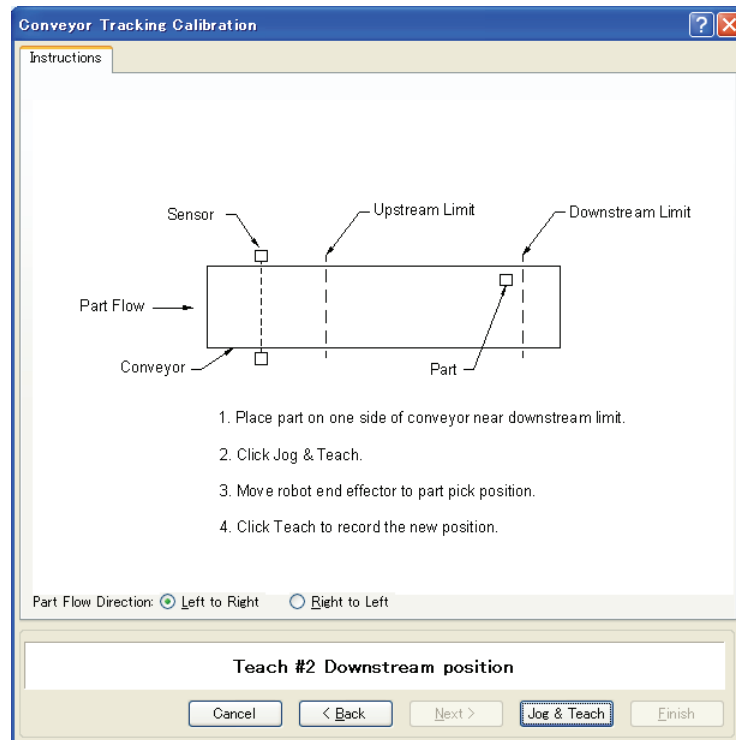 Conveyor Tracking Calibration
Instructions
Sensor
Upstream Limit
Downstream Limit
Part Flow
Conveyor
Part
1. Place part on one side of conveyor near downstream limit.
2. Click Jog & Teach.
3. Move robot end effector to part pick position.
4. Click Teach to record the new position.
Part Flow Direction: Left to Right Right to Left
Teach #2 Downstream position
Cancel < Back Next > Jog & Teach Finish